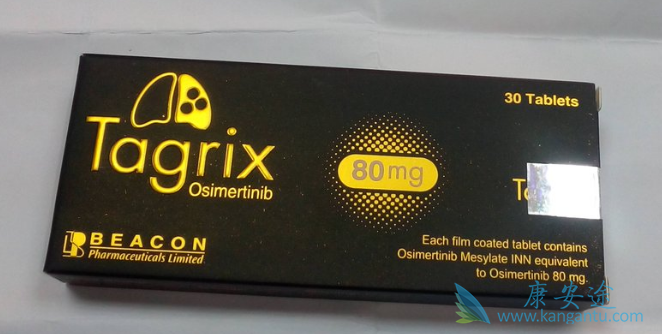 30 Tablets
Tagrix
Osimertinib
80mg
BEACON
Pharmaceuticals Limited
Each film coated tablet contains
Osimertinib Mesylate INN equivalent
to Osimertinib 80 mg.
康安途
www.kangantu.com